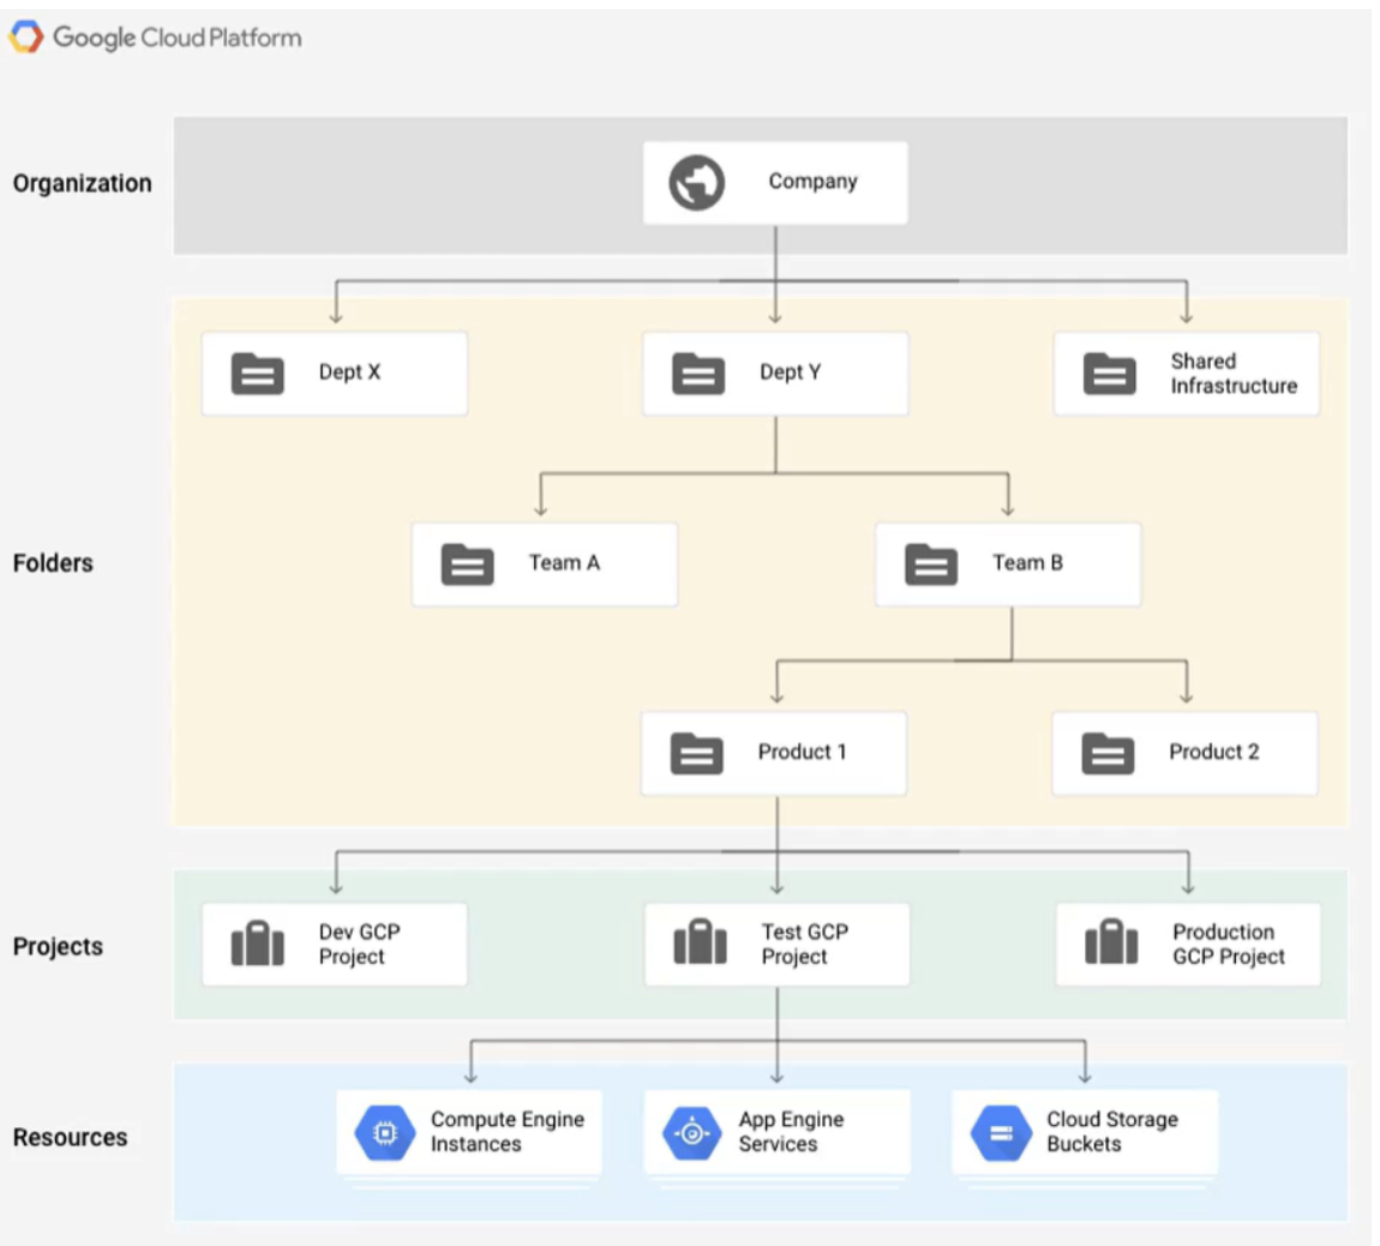 Google Cloud Platform
Organization
Company
Dept X
Dept Y
Shared
Infrastructure
Folders
Team A
Team B
Product 1
Product 2
Projects
Dev GCP
Project
Test GCP
Project
Production
GCP Project
Resources
Compute Engine
Instances
App Engine
Services
Cloud Storage
Buckets